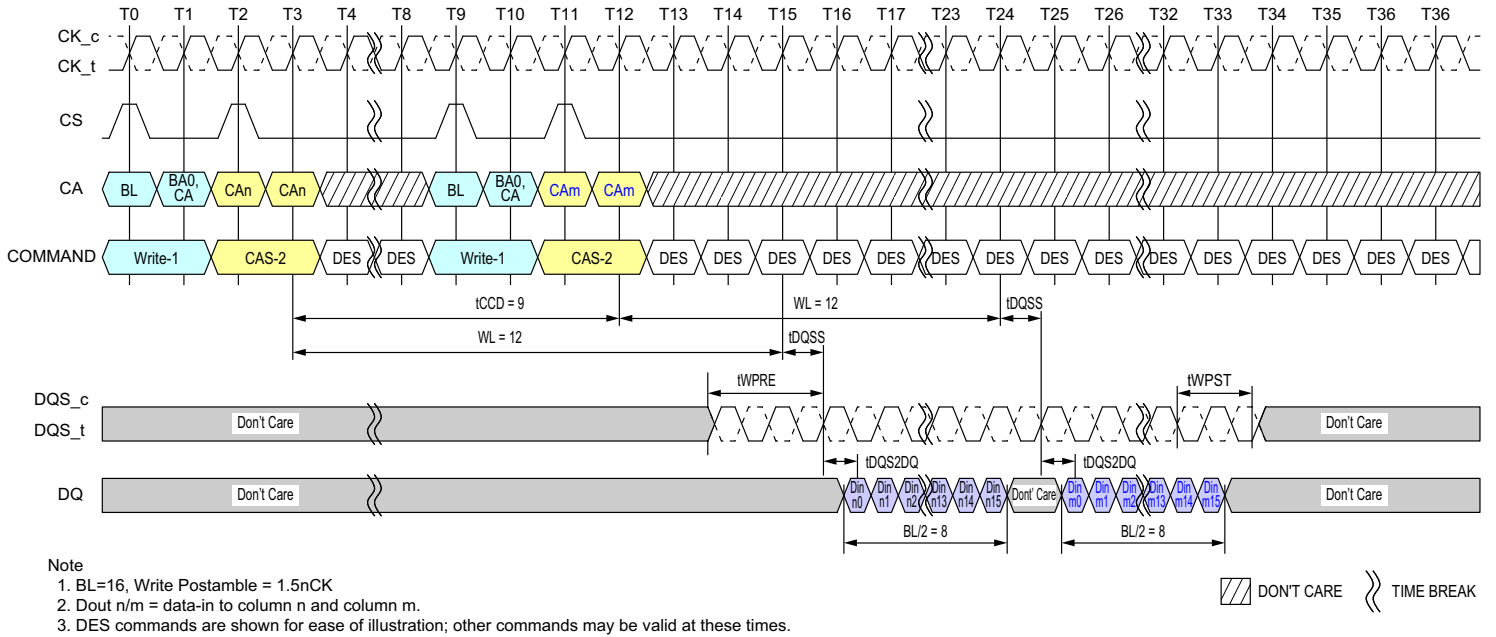 T0 T1 T2 T3 T4 T8 T9 T10 T11 T12 T13 T14 T15 T16 T17 T23 T24 T25 T26 T32 T33 T34 T35 T36 T36
CK_c
CK_t
CS
CA BL BA0, CA CAn CAn BL BA0, CA CAm CAm
COMMAND Write-1 CAS-2 DES DES Write-1 CAS-2 DES DES DES DES DES DES DES DES DES DES DES DES DES DES DES
tCCD = 9 WL = 12 tDQSS
WL = 12 tDQSS
tWPRE tWPST
DQS_c
DQS_t Don't Care Don't Care
tDQS2DQ tDQS2DQ
DQ Don't Care Din n0 Din n1 Din n2 Din n13 Din n14 Din n15 Dont' Care Din m0 Din m1 Din m2 Din m13 Din m14 Din m15 Don't Care
BL/2 = 8 BL/2 = 8
Note
1. BL=16, Write Postamble = 1.5nCK
2. Dout n/m = data-in to column n and column m.
3. DES commands are shown for ease of illustration; other commands may be valid at these times.
DON'T CARE TIME BREAK